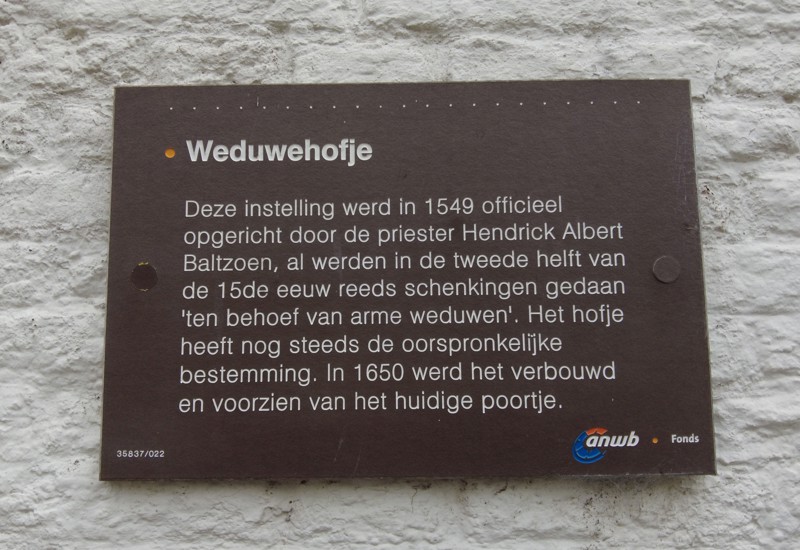 Weduwehofje
Deze instelling werd in 1549 officieel
opgericht door de priester Hendrick Albert
Baltzoen, al werden in de tweede helft van
de 15de eeuw reeds schenkingen gedaan
'ten behoef van arme weduwen'. Het hofje
heeft nog steeds de oorspronkelijke
bestemming. In 1650 werd het verbouwd
en voorzien van het huidige poortje.
35837/022
anwb • Fonds